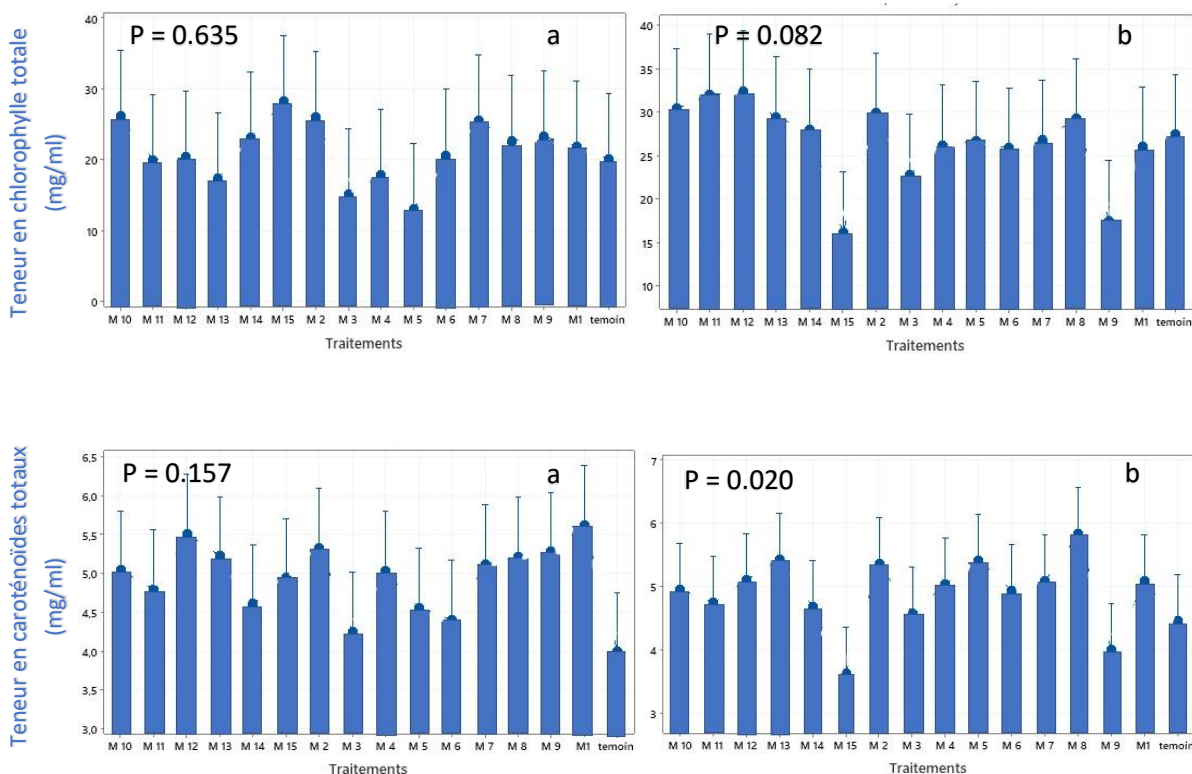 Teneur en chlorophylle totale
(mg/ml)
P = 0.635
a
40
30
20
10
0
M 10 M 11 M 12 M 13 M 14 M 15 M 2 M 3 M 4 M 5 M 6 M 7 M 8 M 9 M1 temoin
Traitements
P = 0.082
b
40
35
30
25
20
15
10
M 10 M 11 M 12 M 13 M 14 M 15 M 2 M 3 M 4 M 5 M 6 M 7 M 8 M 9 M1 temoin
Traitements
Teneur en caroténoïdes totaux
(mg/ml)
P = 0.157
a
6,5
6,0
5,5
5,0
4,5
4,0
3,5
3,0
M 10 M 11 M 12 M 13 M 14 M 15 M 2 M 3 M 4 M 5 M 6 M 7 M 8 M 9 M1 temoin
Traitements
P = 0.020
b
7
6
5
4
3
M 10 M 11 M 12 M 13 M 14 M 15 M 2 M 3 M 4 M 5 M 6 M 7 M 8 M 9 M1 temoin
Traitements